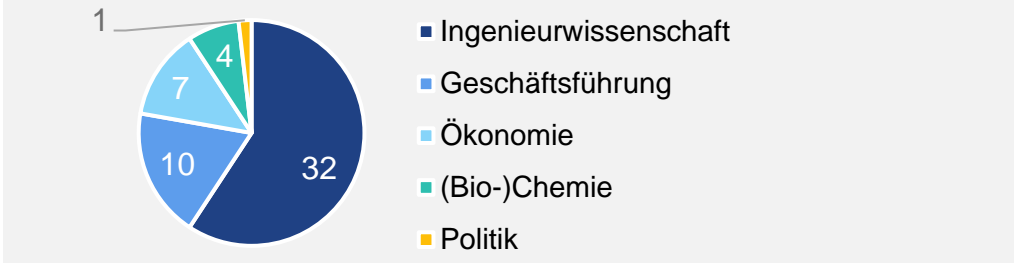 1
4
7
10
32
Ingenieurwissenschaft
Geschäftsführung
Ökonomie
(Bio-)Chemie
Politik